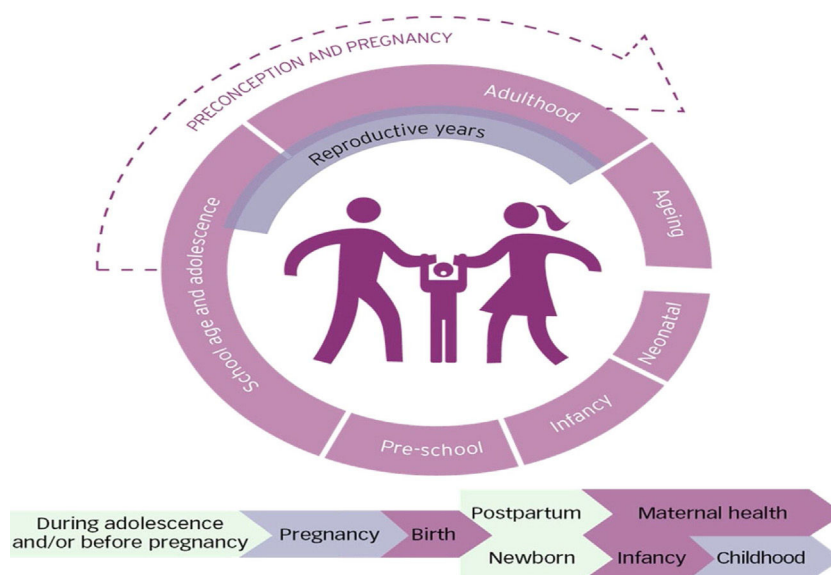 PRECONCEPTION AND PREGNANCY
Adulthood
Reproductive years
Ageing
School age and adolescence
Neonatal
Infancy
Pre-school
During adolescence
and/or before pregnancy
Pregnancy
Birth
Postpartum
Maternal health
Newborn
Infancy
Childhood